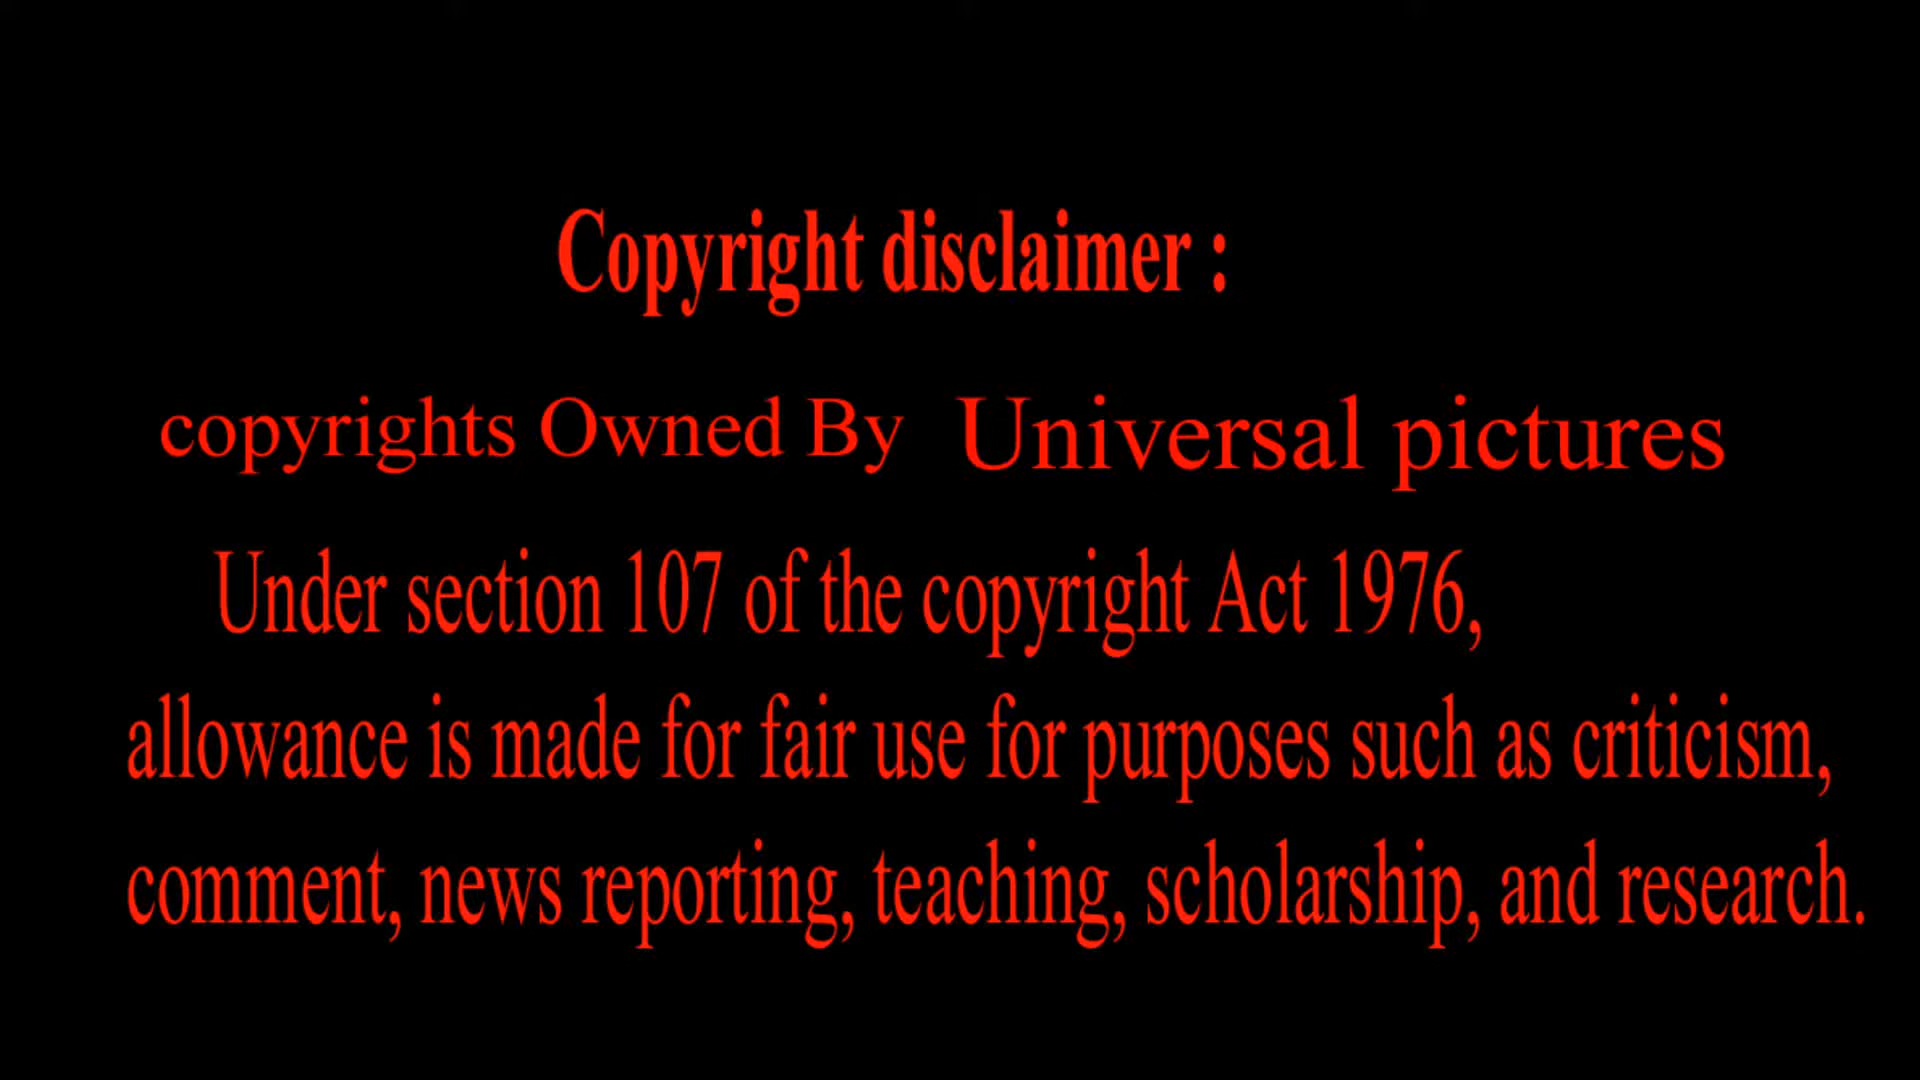 Copyright disclaimer :
copyrights Owned By Universal pictures
Under section 107 of the copyright Act 1976,
allowance is made for fair use for purposes such as criticism,
comment, news reporting, teaching, scholarship, and research.